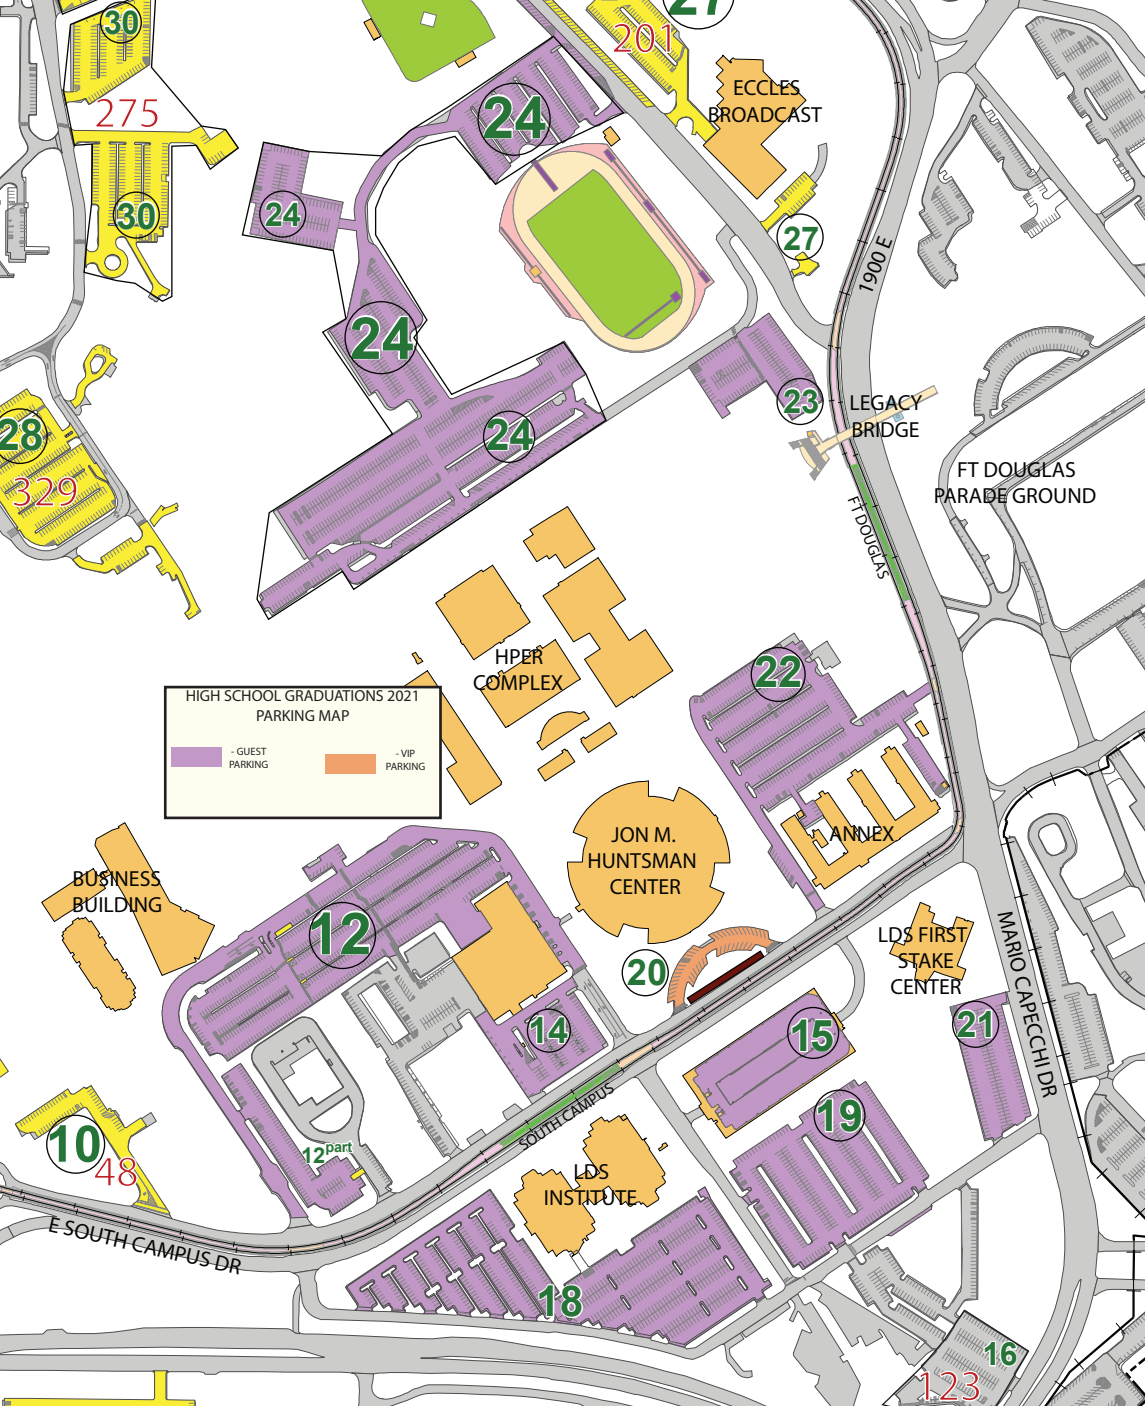 27
30
201
ECCLES
BROADCAST
275
24
30
24
27
1900 E
24
23
LEGACY
BRIDGE
28
24
FT DOUGLAS
PARADE GROUND
329
FT DOUGLAS
HPER
COMPLEX
22
HIGH SCHOOL GRADUATIONS 2021
PARKING MAP
- GUEST
PARKING
- VIP
PARKING
JON M.
HUNTSMAN
CENTER
ANNEX
BUSINESS
BUILDING
12
LDS FIRST
STAKE
CENTER
20
MARIO CAPECCHI DR
14
15
21
SOUTH CAMPUS
19
10
48
12part
LDS
INSTITUTE
E SOUTH CAMPUS DR
18
16
123